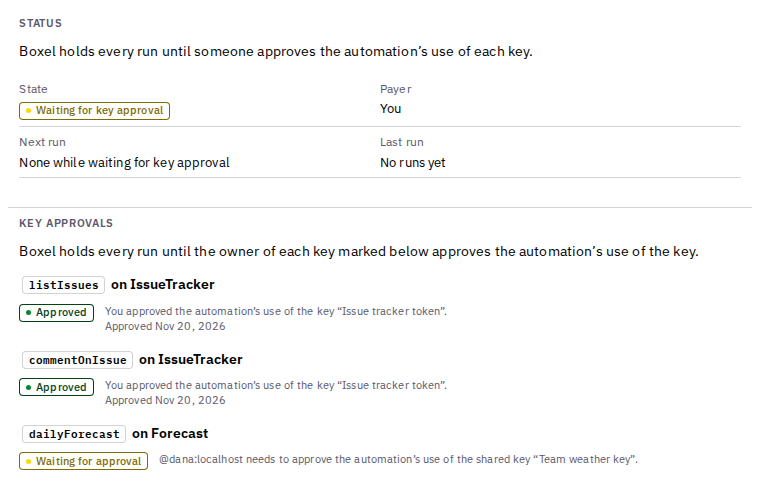 STATUS
Boxel holds every run until someone approves the automation’s use of each key.
State
Payer
Waiting for key approval
You
Next run
Last run
None while waiting for key approval
No runs yet
KEY APPROVALS
Boxel holds every run until the owner of each key marked below approves the automation’s use of the key.
listIssues on IssueTracker
Approved You approved the automation’s use of the key “Issue tracker token”.
Approved Nov 20, 2026
commentOnIssue on IssueTracker
Approved You approved the automation’s use of the key “Issue tracker token”.
Approved Nov 20, 2026
dailyForecast on Forecast
Waiting for approval @dana:localhost needs to approve the automation’s use of the shared key “Team weather key”.